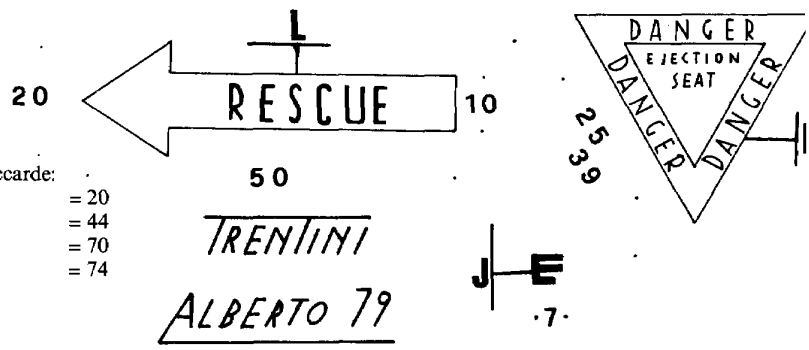 L
20
RESCUE
10
50
DANGER
DANGER
DANGER
EJECTION
SEAT
25
39
ccarde:
= 20
= 44
= 70
= 74
TRENTINI
ALBERTO 79
J E
·7·